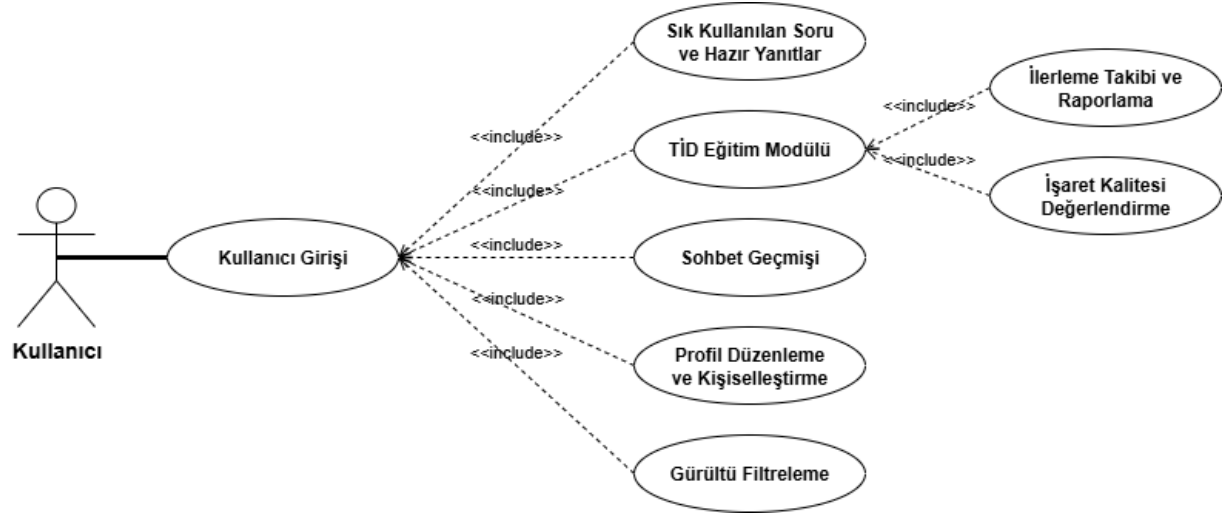 Sık Kullanılan Soru
ve Hazır Yanıtlar
İlerleme Takibi ve
Raporlama
<<include>>
<<include>>
TİD Eğitim Modülü
<<include>>
<<include>>
İşaret Kalitesi
Değerlendirme
Kullanıcı Girişi
<<include>>
Sohbet Geçmişi
<<include>>
Kullanıcı
<<include>>
Profil Düzenleme
ve Kişiselleştirme
Gürültü Filtreleme